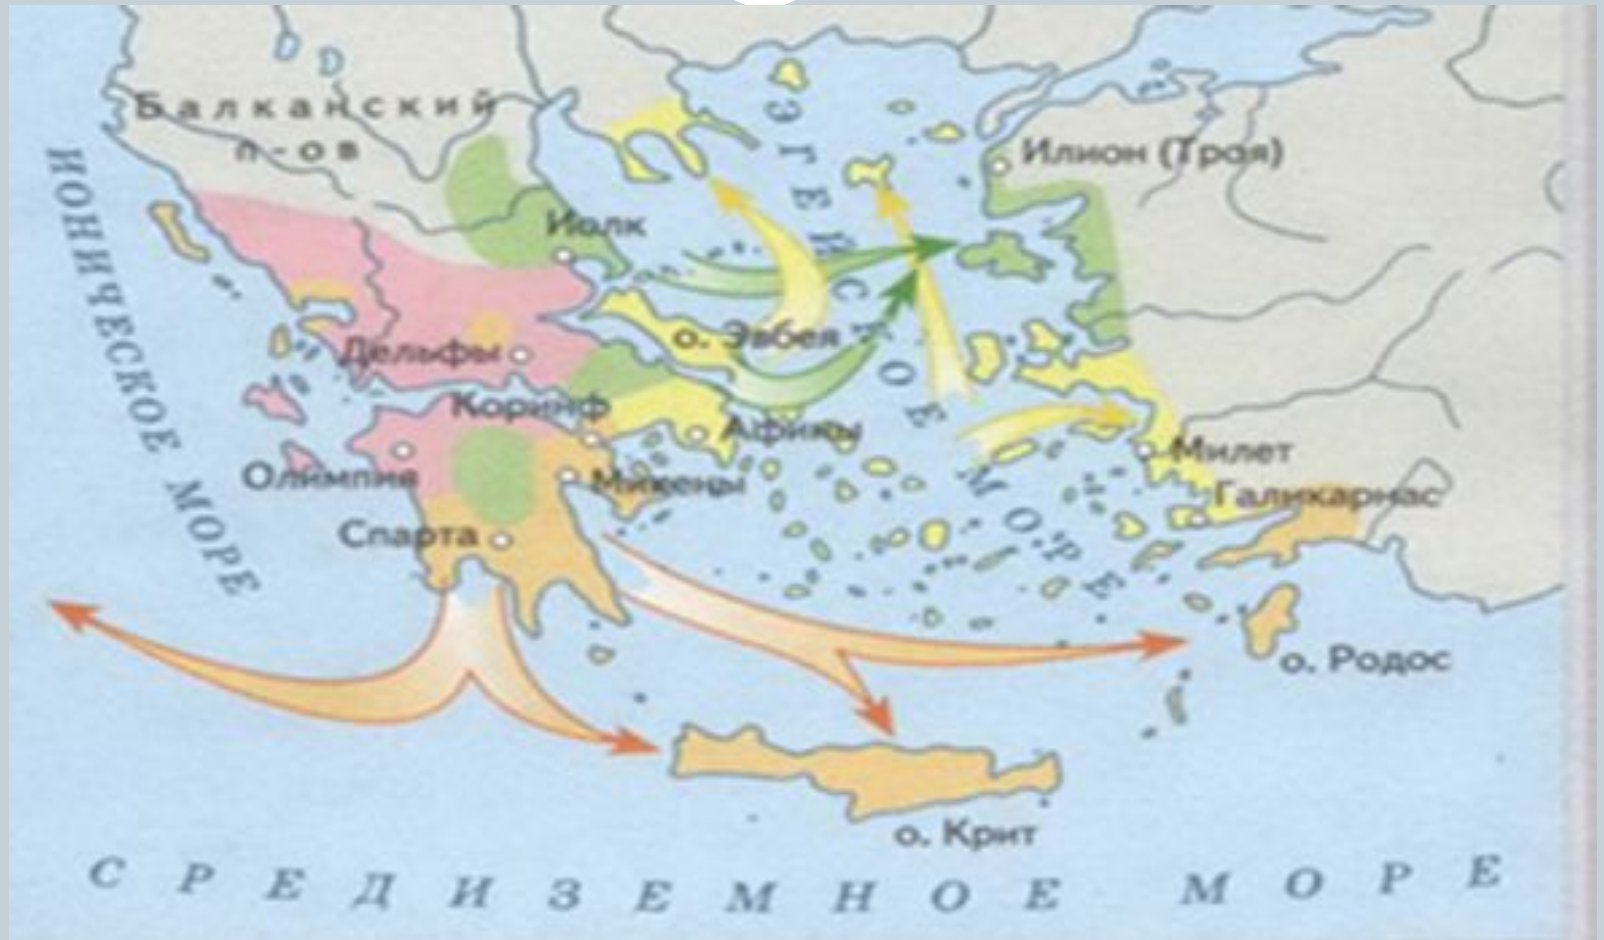 Балканский
п-ов
ИОНИЧЕСКОЕ МОРЕ
ЭГЕЙСКОЕ МОРЕ
Илион (Троя)
Иолк
о. Эвбея
Дельфы
Коринф
Афины
Олимпия
Микены
Милет
Галикарнас
Спарта
о. Родос
о. Крит
СРЕДИЗЕМНОЕ МОРЕ